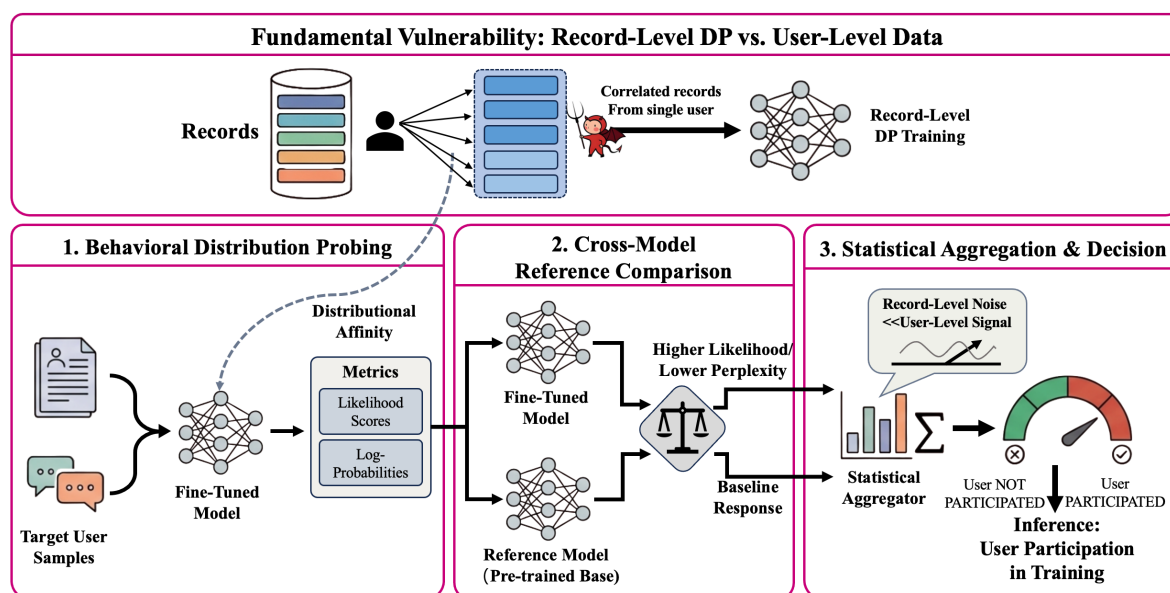 Fundamental Vulnerability: Record-Level DP vs. User-Level Data
Records
Correlated records
From single user
Record-Level
DP Training
1. Behavioral Distribution Probing
Distributional
Affinity
Target User
Samples
Fine-Tuned
Model
Metrics
Likelihood
Scores
Log-
Probabilities
2. Cross-Model
Reference Comparison
Fine-Tuned
Model
Reference Model
（Pre-trained Base)
Higher Likelihood/
Lower Perplexity
Baseline
Response
3. Statistical Aggregation & Decision
Record-Level Noise
<<User-Level Signal
Σ
Statistical
Aggregator
User NOT
PARTICIPATED
User
PARTICIPATED
Inference:
User Participation
in Training